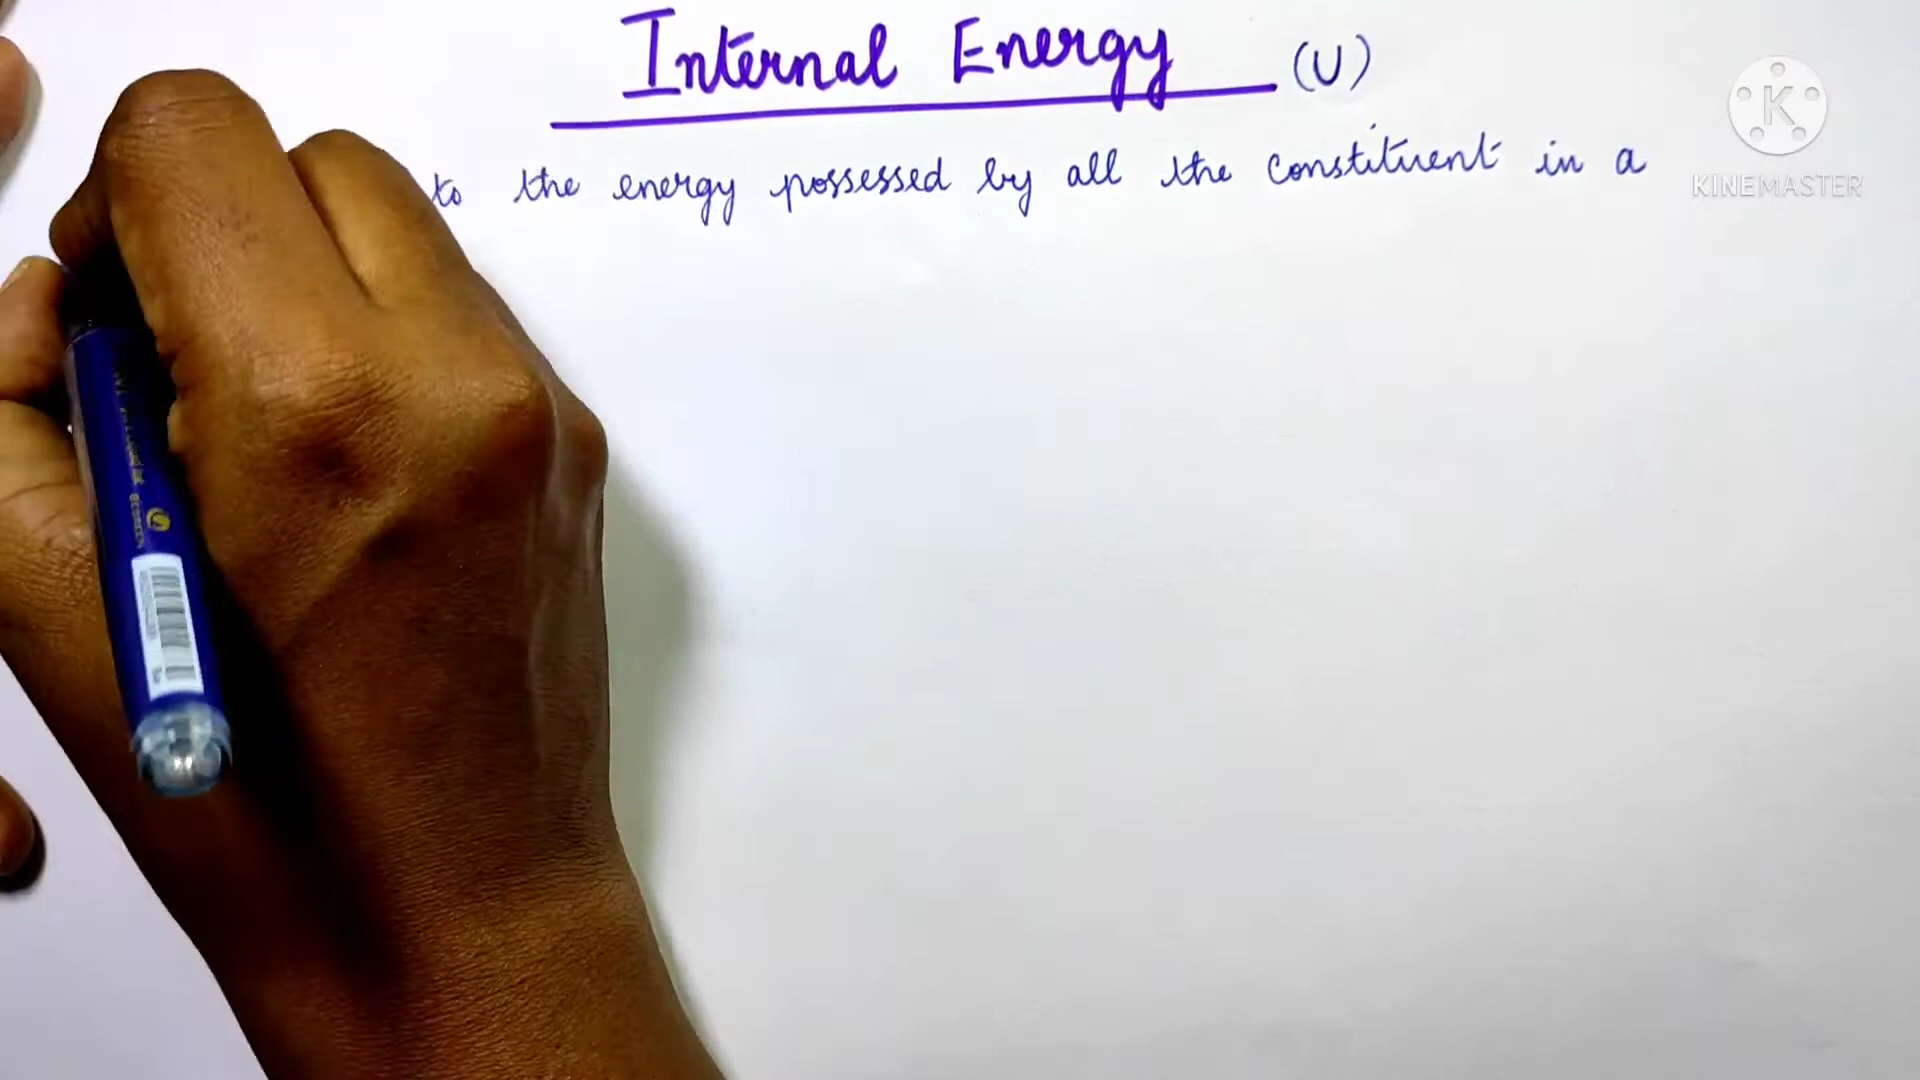 Internal Energy (U)
to the energy possessed by all the constituent in a
K
KINEMASTER